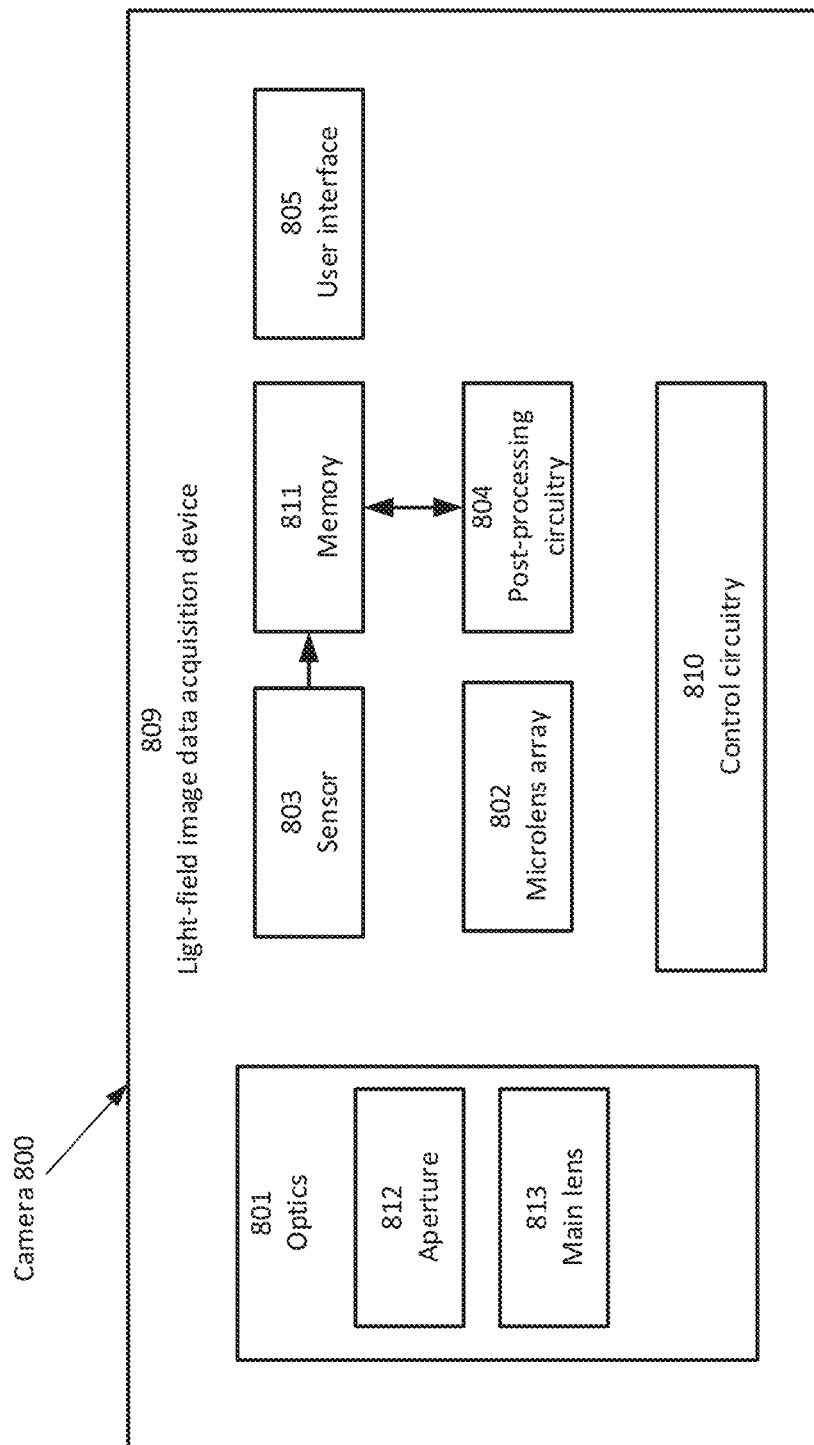 Camera 800
809
Light-field image data acquisition device
801
Optics
812
Aperture
813
Main lens
803
Sensor
811
Memory
805
User interface
802
Microlens array
804
Post-processing
circuitry
810
Control circuitry